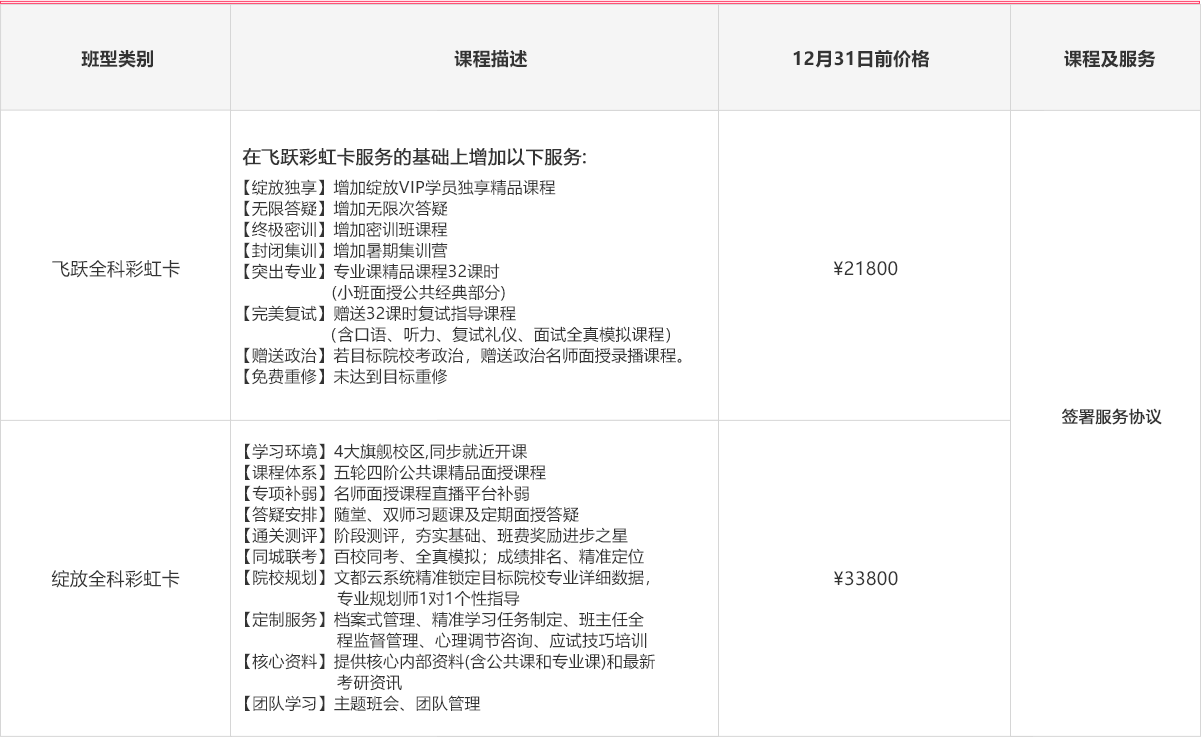 班型类别
课程描述
12月31日前价格
课程及服务
飞跃全科彩虹卡
在飞跃彩虹卡服务的基础上增加以下服务:
【绽放独享】增加绽放VIP学员独享精品课程
【无限答疑】增加无限次答疑
【终极密训】增加密训班课程
【封闭集训】增加暑期集训营
【突出专业】专业课精品课程32课时
(小班面授公共经典部分)
【完美复试】赠送32课时复试指导课程
(含口语、听力、复试礼仪、面试全真模拟课程)
【赠送政治】若目标院校考政治，赠送政治名师面授录播课程。
【免费重修】未达到目标重修
¥21800
签署服务协议
绽放全科彩虹卡
【学习环境】4大旗舰校区,同步就近开课
【课程体系】五轮四阶公共课精品面授课程
【专项补弱】名师面授课程直播平台补弱
【答疑安排】随堂、双师习题课及定期面授答疑
【通关测评】阶段测评，夯实基础、班费奖励进步之星
【同城联考】百校同考、全真模拟；成绩排名、精准定位
【院校规划】文都云系统精准锁定目标院校专业详细数据，
专业规划师1对1个性指导
【定制服务】档案式管理、精准学习任务制定、班主任全
程监督管理、心理调节咨询、应试技巧培训
【核心资料】提供核心内部资料(含公共课和专业课)和最新
考研资讯
【团队学习】主题班会、团队管理
¥33800